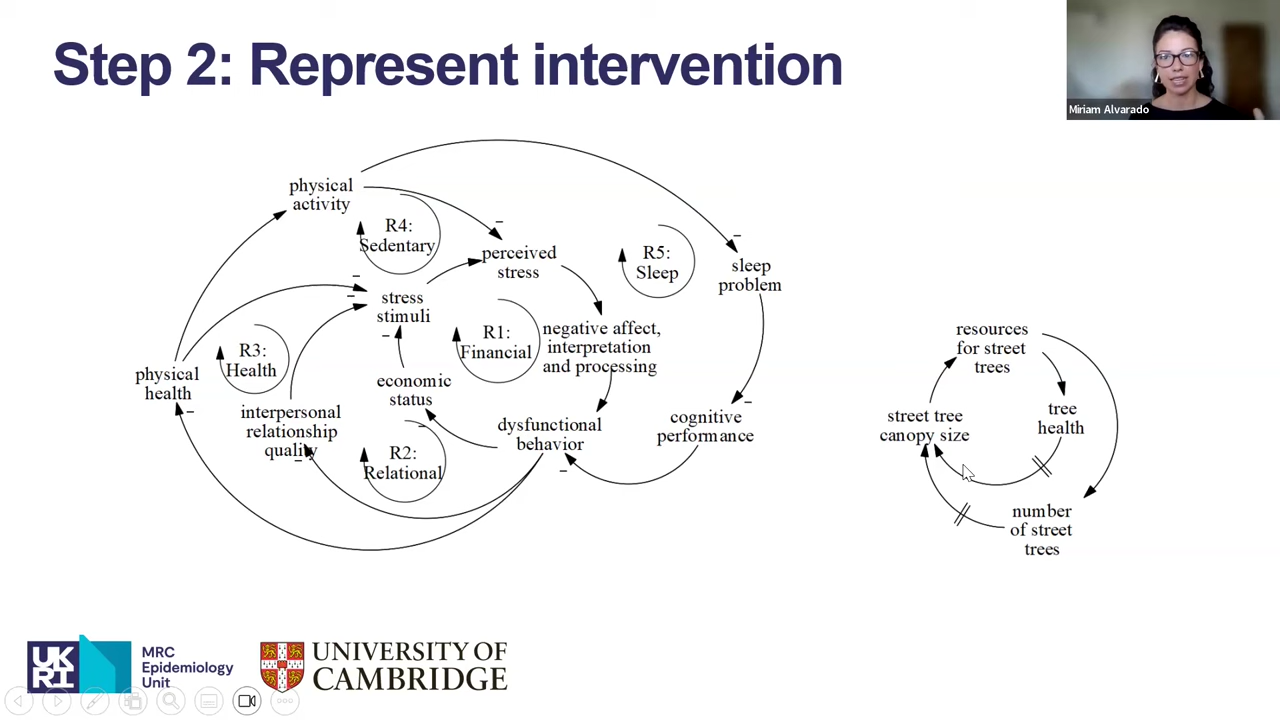 Step 2: Represent intervention
Miriam Alvarado
physical
activity
R4:
Sedentary
perceived
stress
R5:
Sleep
sleep
problem
stress
stimuli
R1:
Financial
negative affect,
interpretation
and processing
R3:
Health
physical
health
economic
status
interpersonal
relationship
quality
R2:
Relational
dysfunctional
behavior
cognitive
performance
resources
for street
trees
street tree
canopy size
tree
health
number
of street
trees
UK
RI
MRC
Epidemiology
Unit
UNIVERSITY OF
CAMBRIDGE